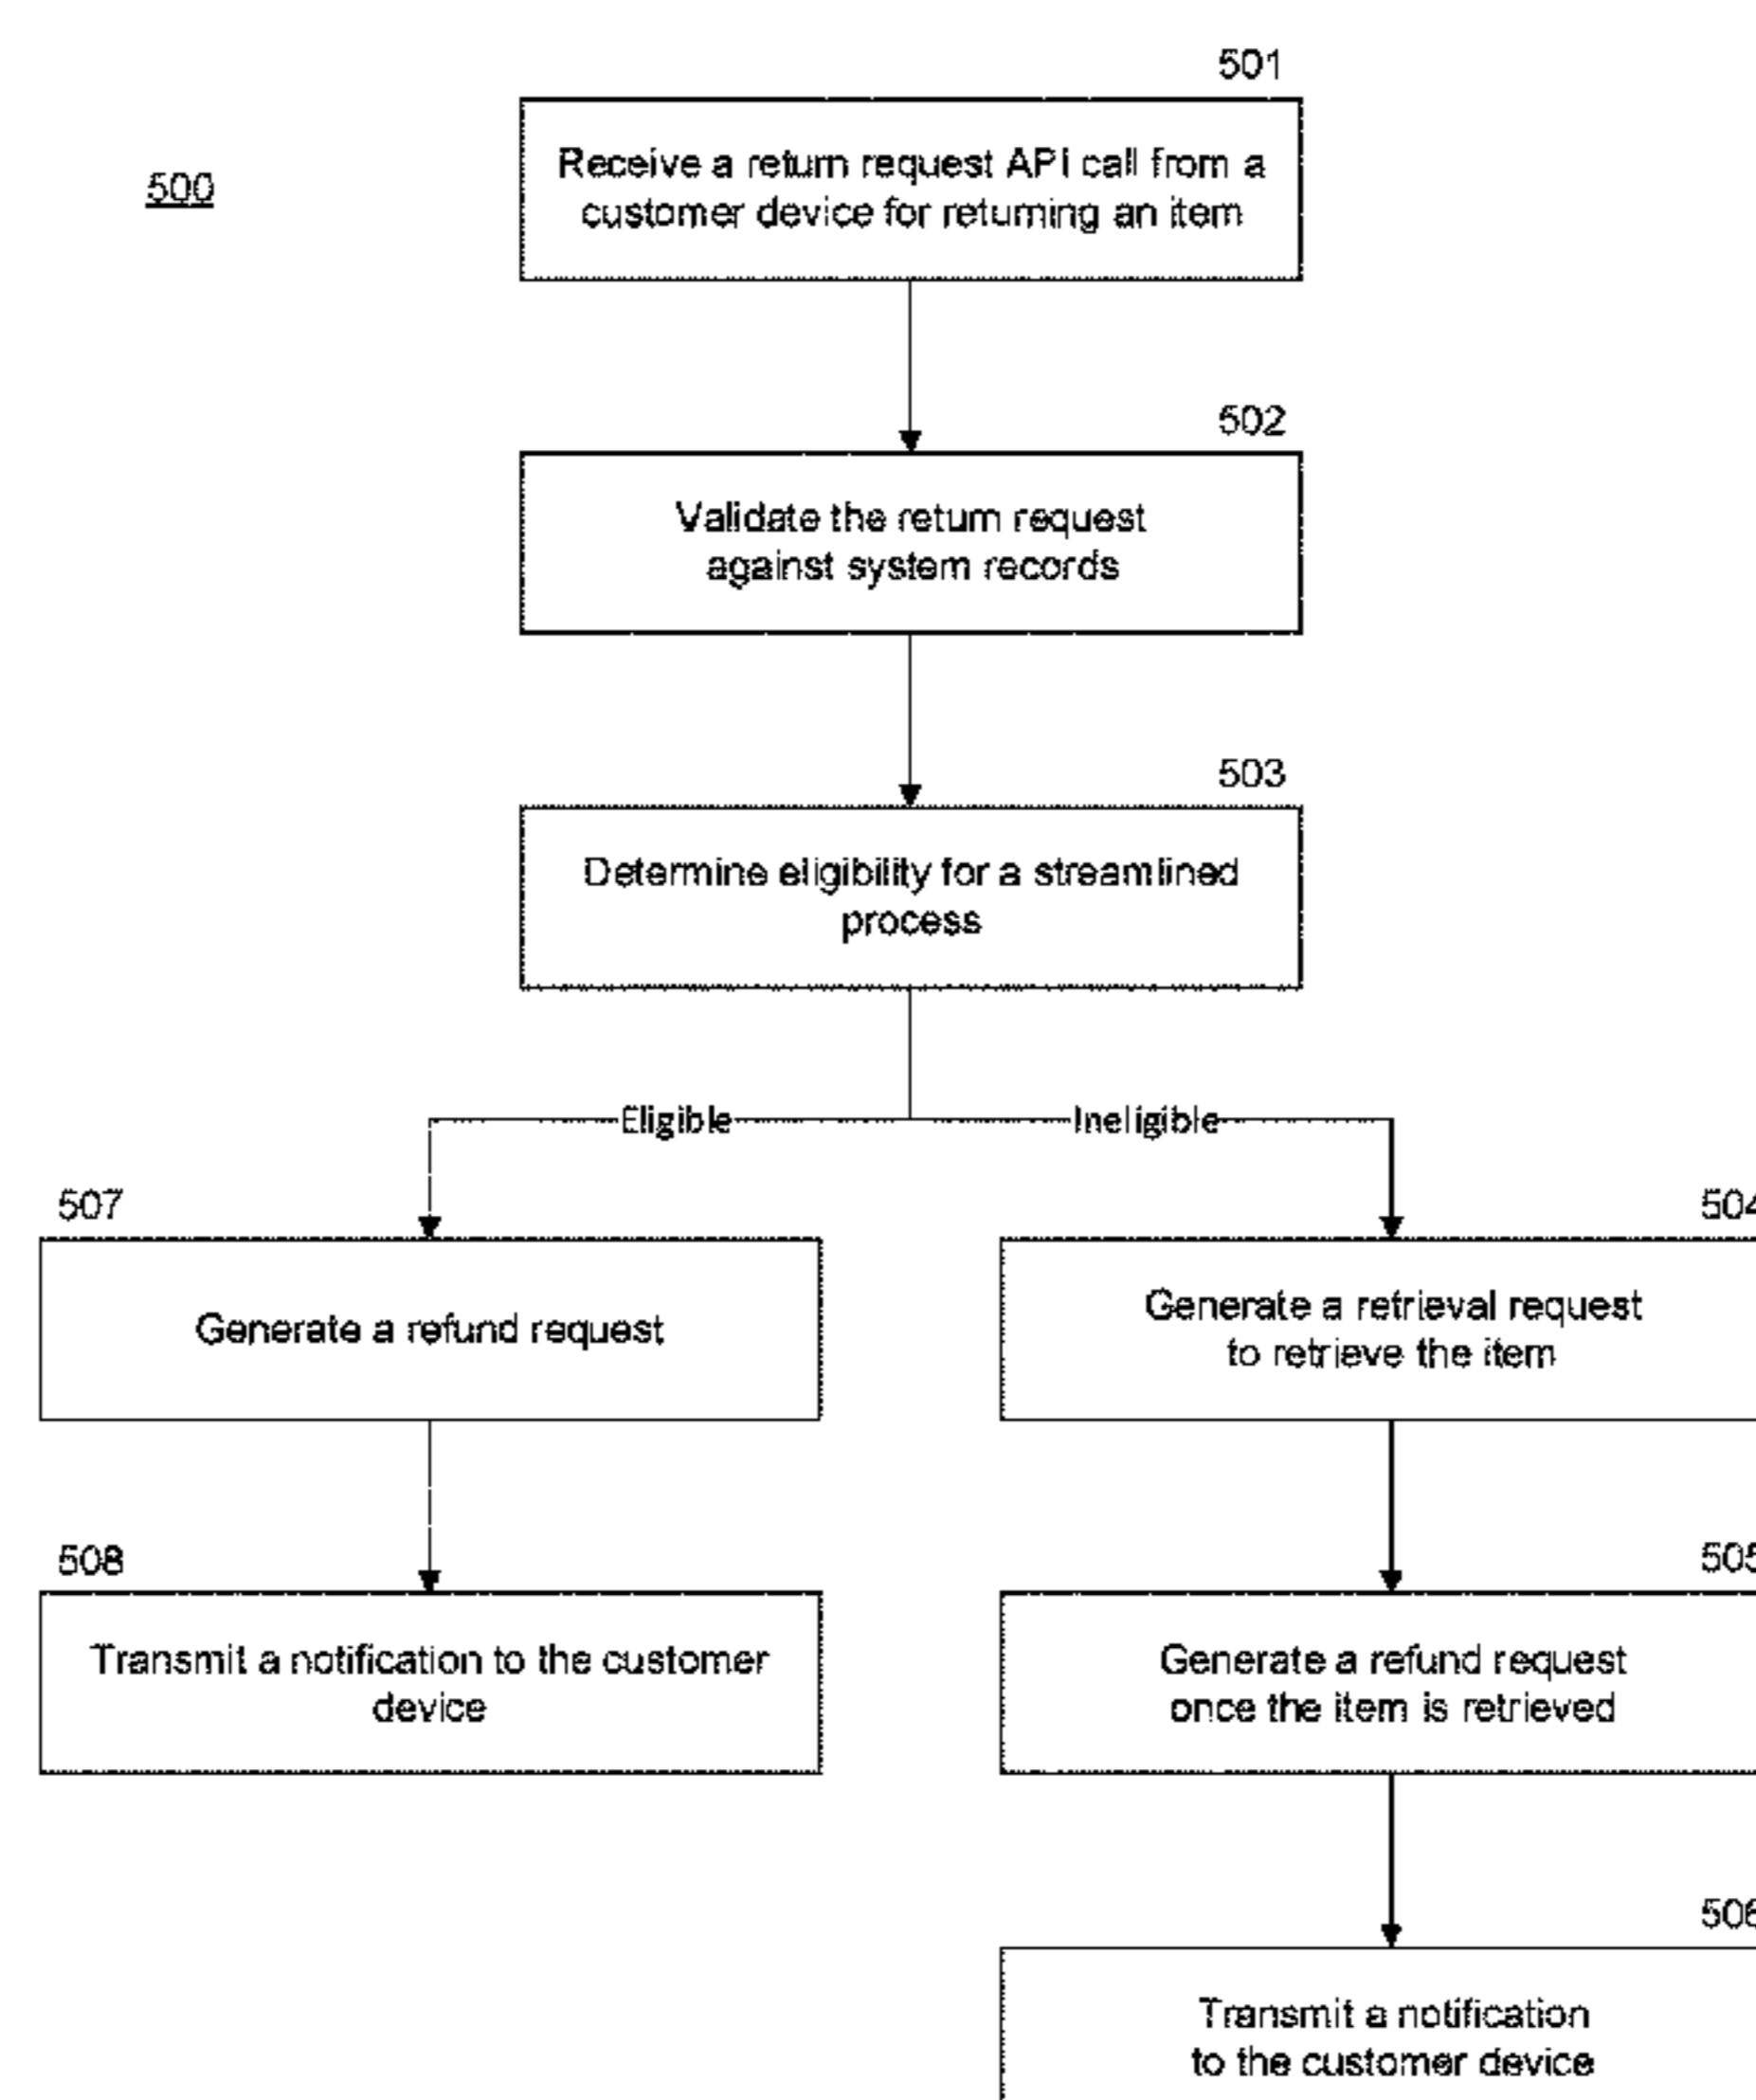 501
500
Receive a return request API call from a
customer device for returning an item
502
Validate the return request
against system records
503
Determine eligibility for a streamlined
process
Eligible
Ineligible
507
504
Generate a refund request
Generate a retrieval request
to retrieve the item
508
505
Transmit a notification to the customer
device
Generate a refund request
once the item is retrieved
506
Transmit a notification
to the customer device